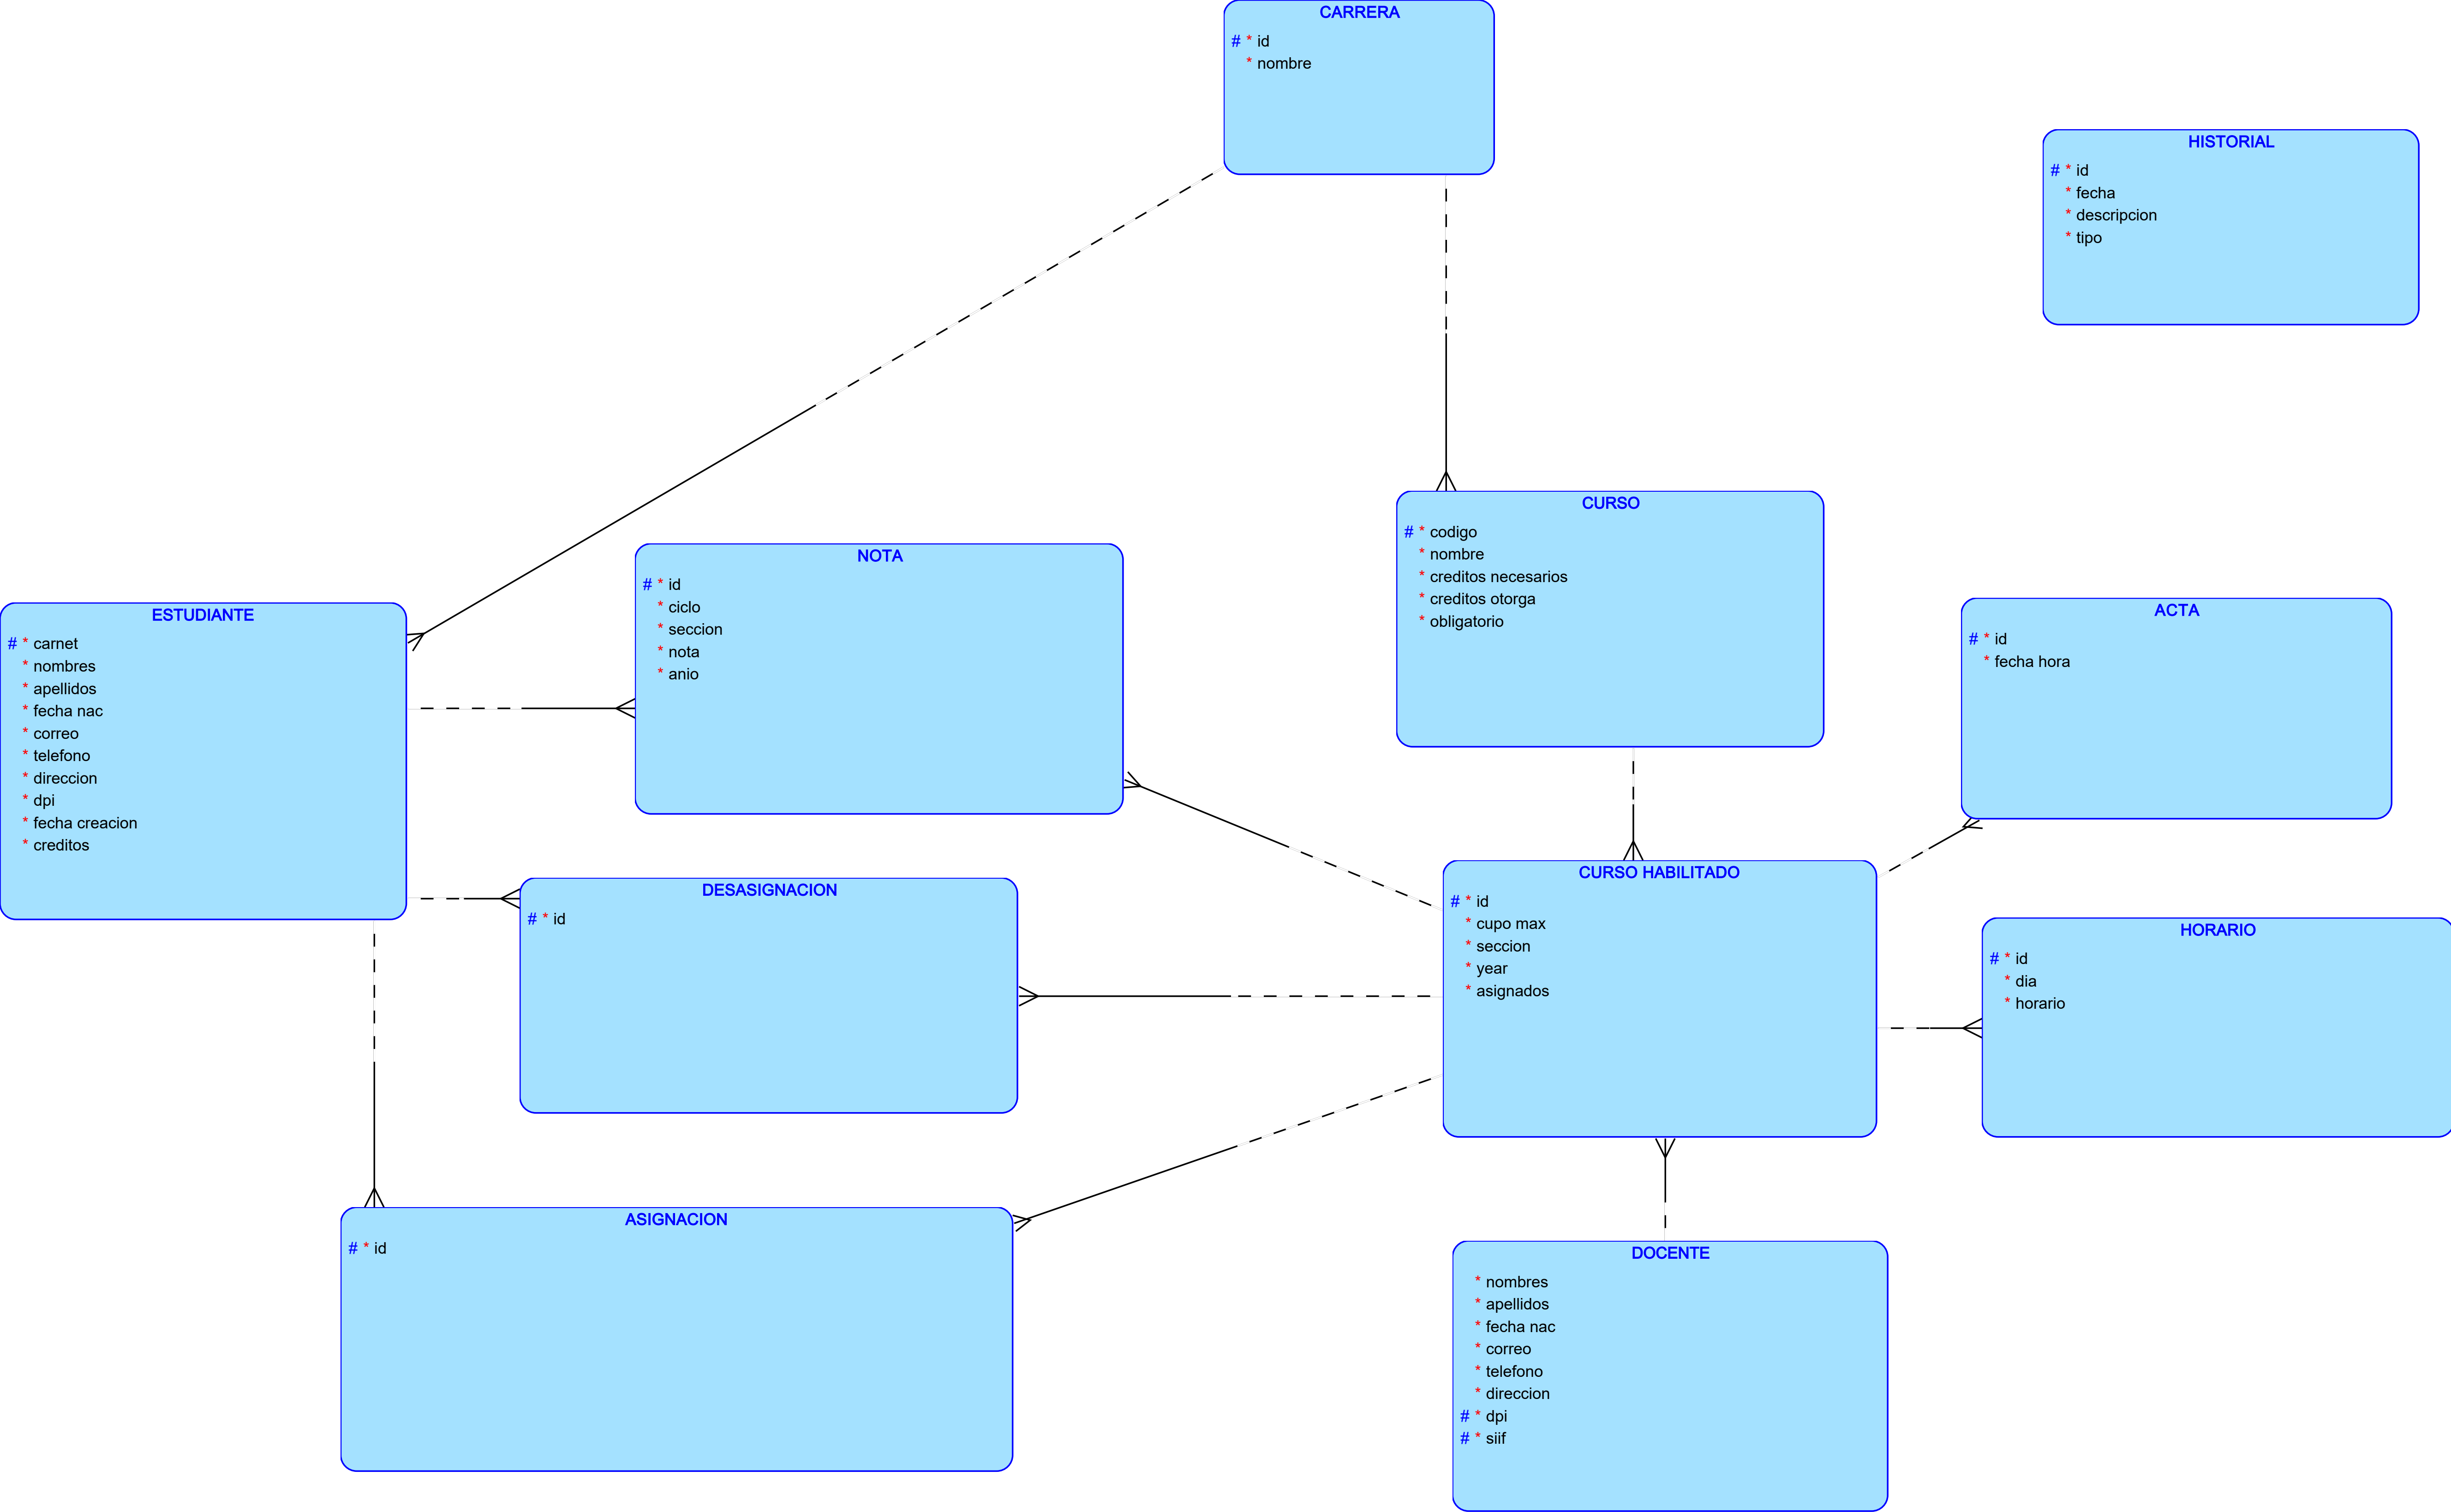 CARRERA
# * id
* nombre
HISTORIAL
# * id
* fecha
* descripcion
* tipo
CURSO
# * codigo
* nombre
* creditos necesarios
* creditos otorga
* obligatorio
NOTA
# * id
* ciclo
* seccion
* nota
* anio
ESTUDIANTE
# * carnet
* nombres
* apellidos
* fecha nac
* correo
* telefono
* direccion
* dpi
* fecha creacion
* creditos
ACTA
# * id
* fecha hora
DESASIGNACION
# * id
CURSO HABILITADO
# * id
* cupo max
* seccion
* year
* asignados
HORARIO
# * id
* dia
* horario
ASIGNACION
# * id
DOCENTE
* nombres
* apellidos
* fecha nac
* correo
* telefono
* direccion
# * dpi
# * siif